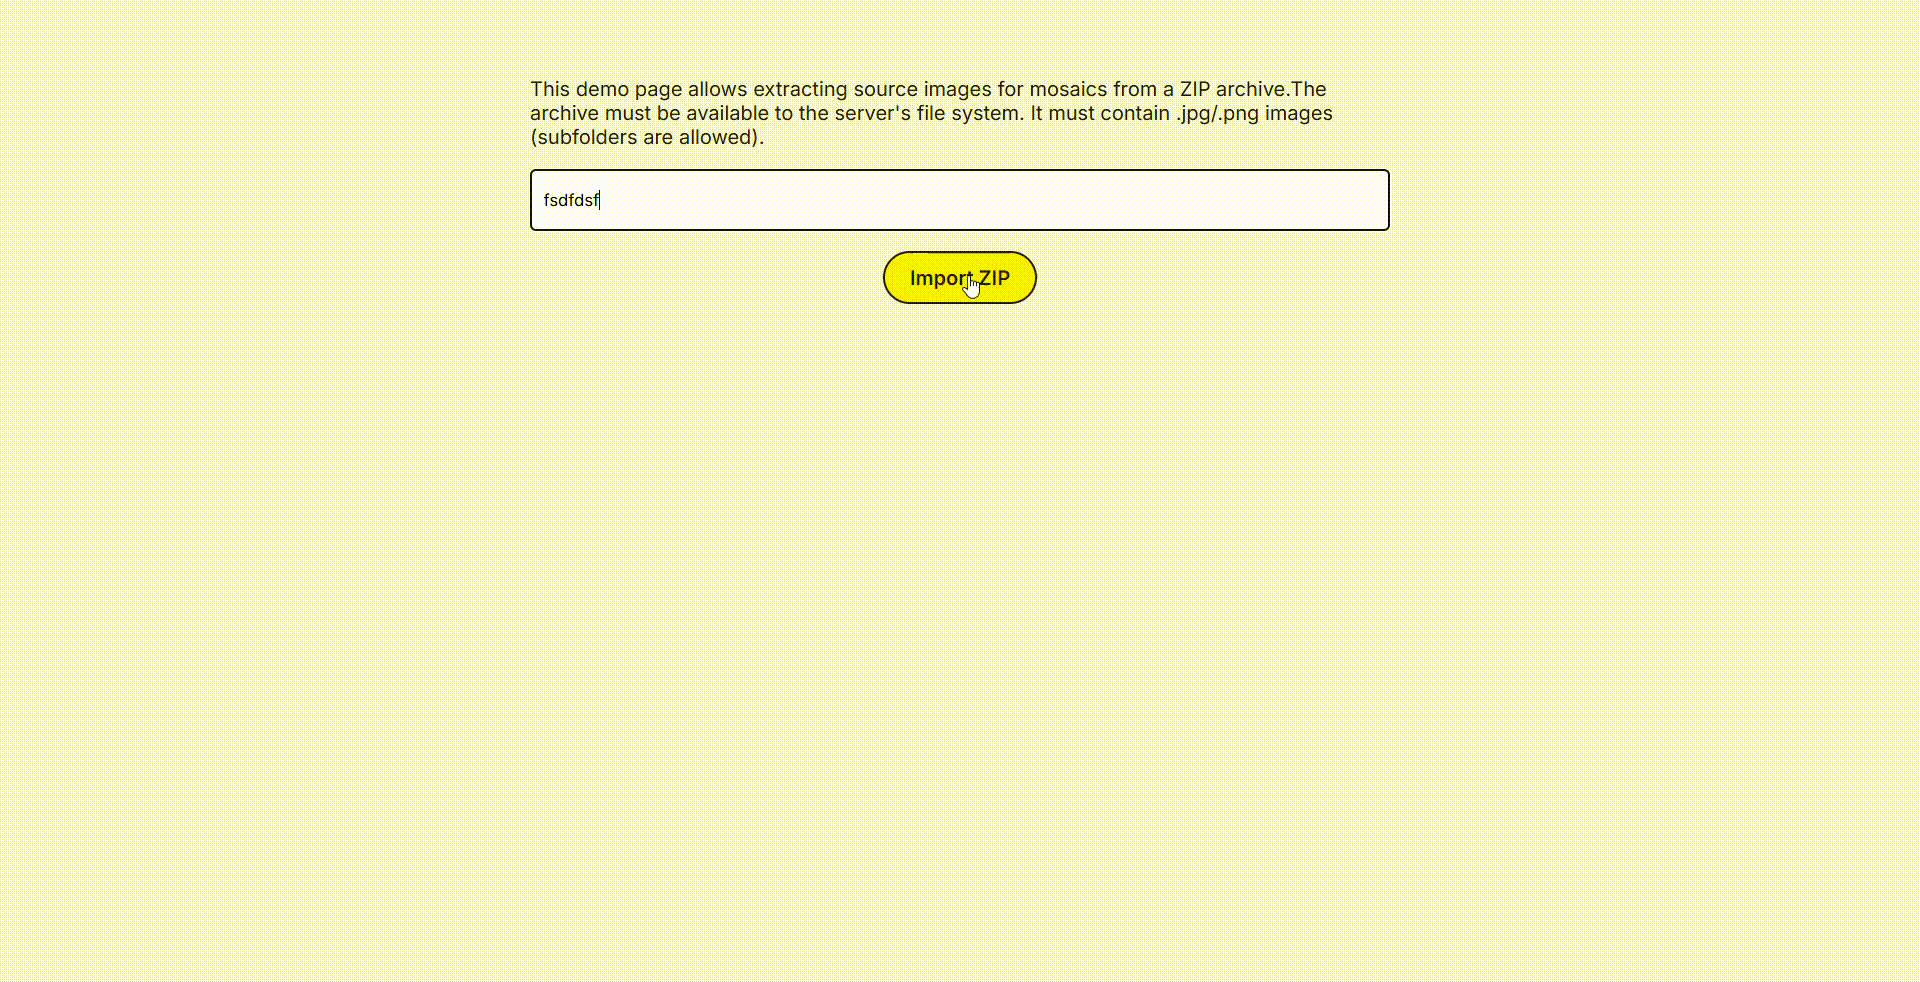 This demo page allows extracting source images for mosaics from a ZIP archive.The
archive must be available to the server's file system. It must contain .jpg/.png images
(subfolders are allowed).
fsdfdsf
Import ZIP